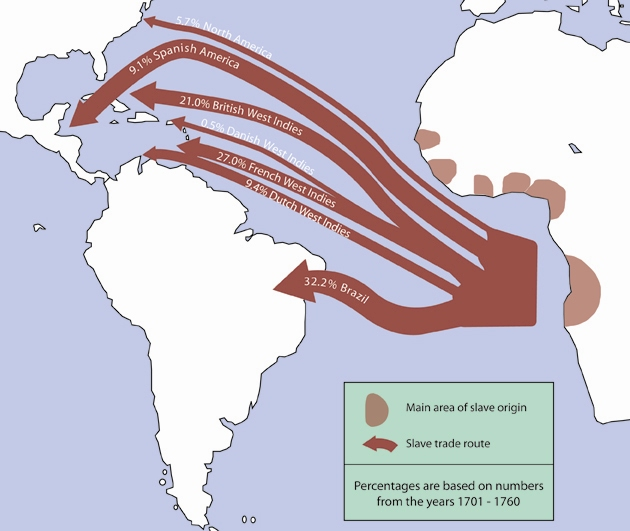 5.7% North America
9.1% Spanish America
21.0% British West Indies
0.5% Danish West Indies
27.0% French West Indies
9.4% Dutch West Indies
32.2% Brazil
Main area of slave origin
Slave trade route
Percentages are based on numbers
from the years 1701 - 1760